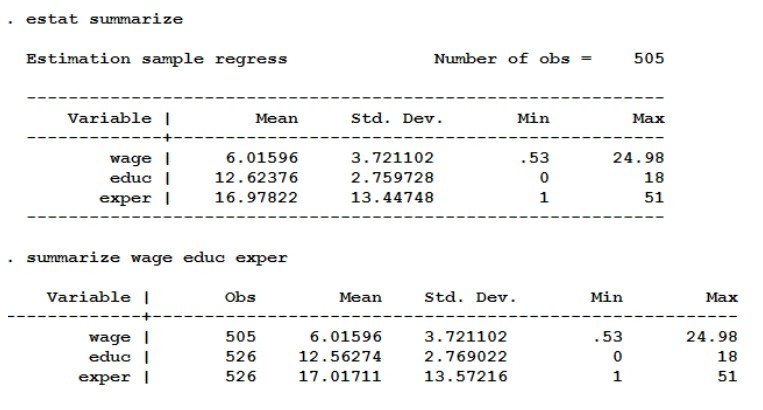 . estat summarize
Estimation sample regress Number of obs = 505
--------------------------------------------------------------
Variable | Mean Std. Dev. Min Max
-------------+------------------------------------------------
wage | 6.01596 3.721102 .53 24.98
educ | 12.62376 2.759728 0 18
exper | 16.97822 13.44748 1 51
--------------------------------------------------------------
. summarize wage educ exper
Variable | Obs Mean Std. Dev. Min Max
-------------+---------------------------------------------------------
wage | 505 6.01596 3.721102 .53 24.98
educ | 526 12.56274 2.769022 0 18
exper | 526 17.01711 13.57216 1 51